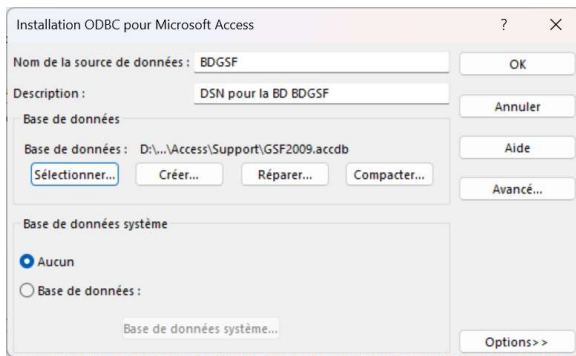 Installation ODBC pour Microsoft Access ? X
Nom de la source de données : BDGSF
OK
Description : DSN pour la BD BDGSF
Annuler
Base de données
Base de données : D:\...\Access\Support\GSF2009.accdb
Aide
Sélectionner... Créer... Réparer... Compacter...
Avancé...
Base de données système
Aucun
Base de données :
Base de données système...
Options>>